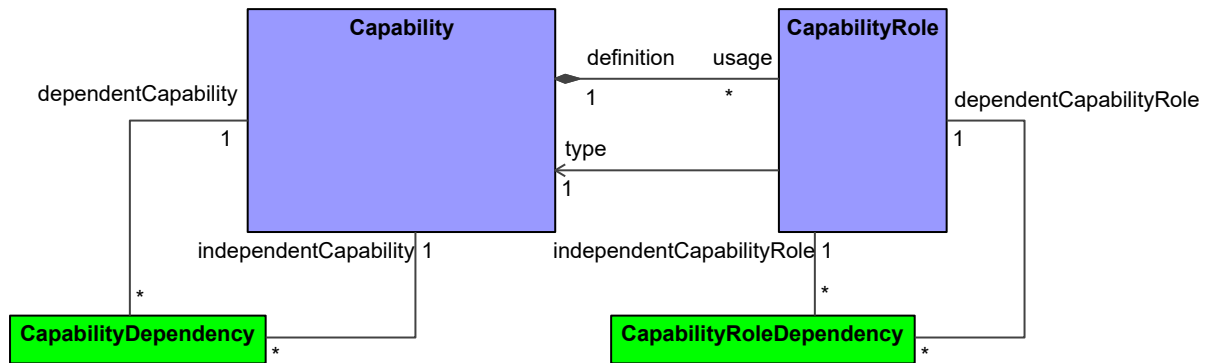 Capability
CapabilityRole
definition
usage
1
*
dependentCapability
1
dependentCapabilityRole
1
type
1
independentCapability
1
independentCapabilityRole
1
*
*
CapabilityDependency
*
CapabilityRoleDependency
*